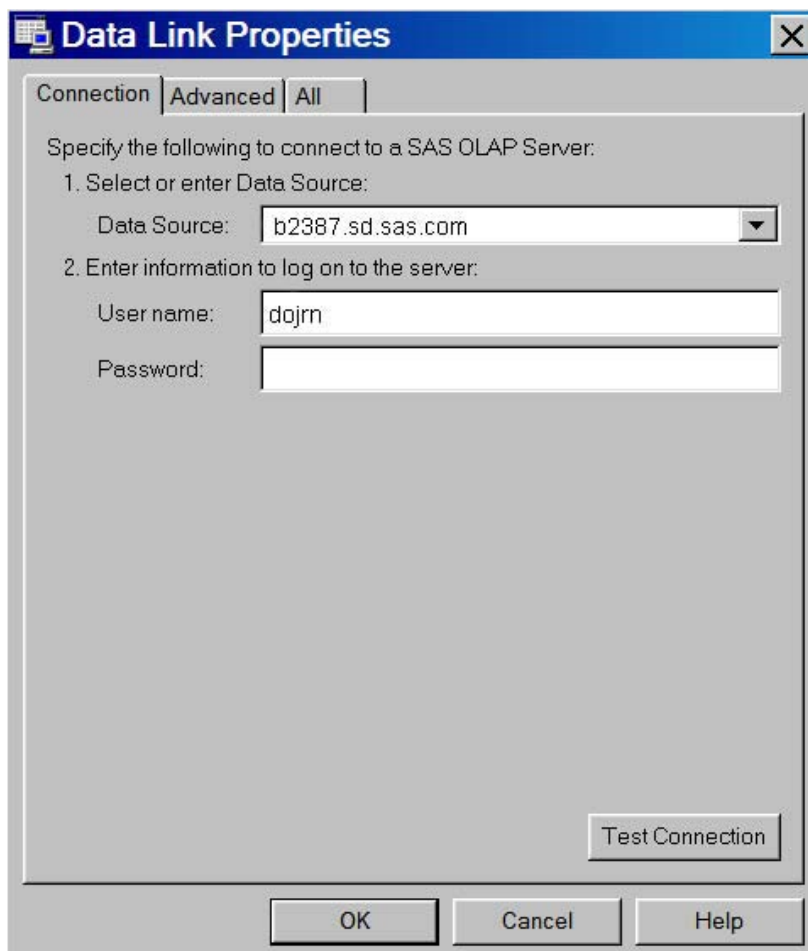 Data Link Properties
Connection Advanced All
Specify the following to connect to a SAS OLAP Server:
1. Select or enter Data Source:
Data Source: b2387.sd.sas.com
2. Enter information to log on to the server:
User name: dojrn
Password:
Test Connection
OK Cancel Help